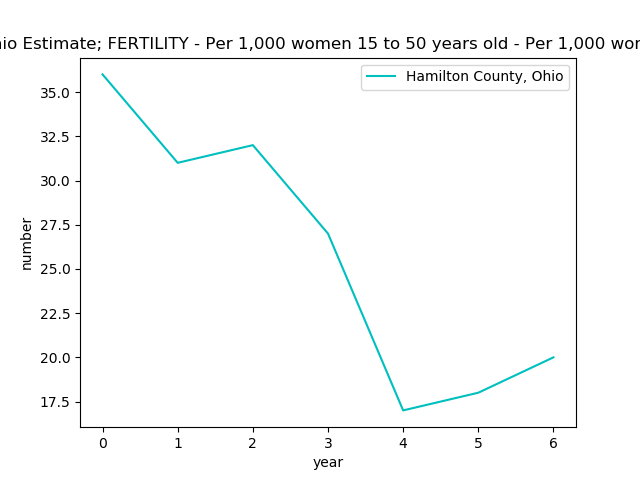 Estimate; FERTILITY - Per 1,000 women 15 to 50 years old - Per 1,000
Hamilton County, Ohio
35.0
32.5
30.0
27.5
25.0
22.5
20.0
17.5
number
0 1 2 3 4 5 6
year